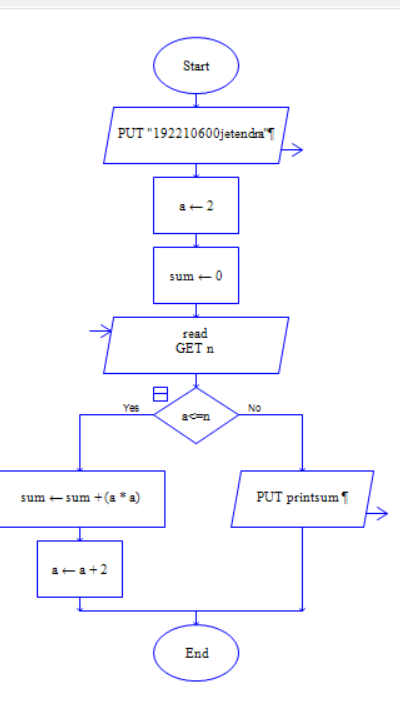 Start
PUT "192210600jetendra"¶
a ← 2
sum ← 0
read
GET n
Yes
a<=n
No
sum ← sum + (a * a)
PUT printsum ¶
a ← a + 2
End